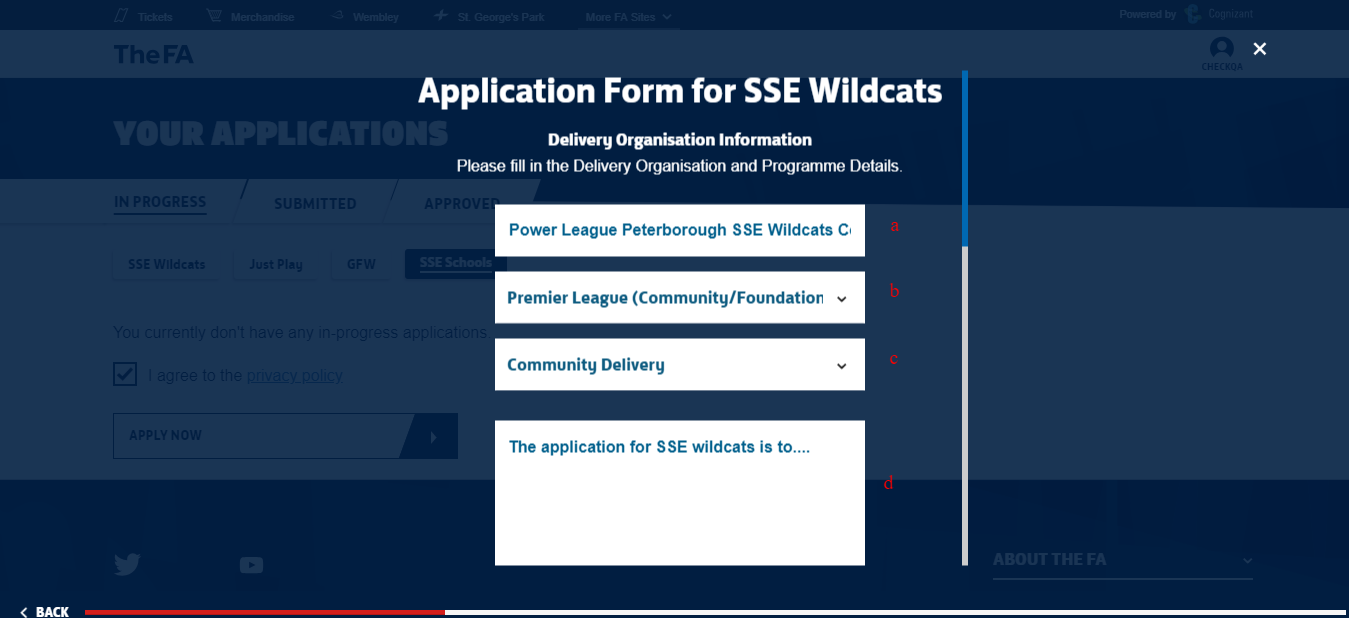 Tickets Merchandise Wembley St. George's Park More FA Sites Powered by Cognizant
TheFA
CHECKQA
Application Form for SSE Wildcats
YOUR APPLICATIONS
Delivery Organisation Information
Please fill in the Delivery Organisation and Programme Details.
IN PROGRESS SUBMITTED APPROVED
Power League Peterborough SSE Wildcats Ce a
SSE Wildcats Just Play GFW SSE Schools
Premier League (Community/Foundation b
You currently don't have any in-progress applications.
Community Delivery c
I agree to the privacy policy
APPLY NOW
The application for SSE wildcats is to....
d
ABOUT THE FA
BACK